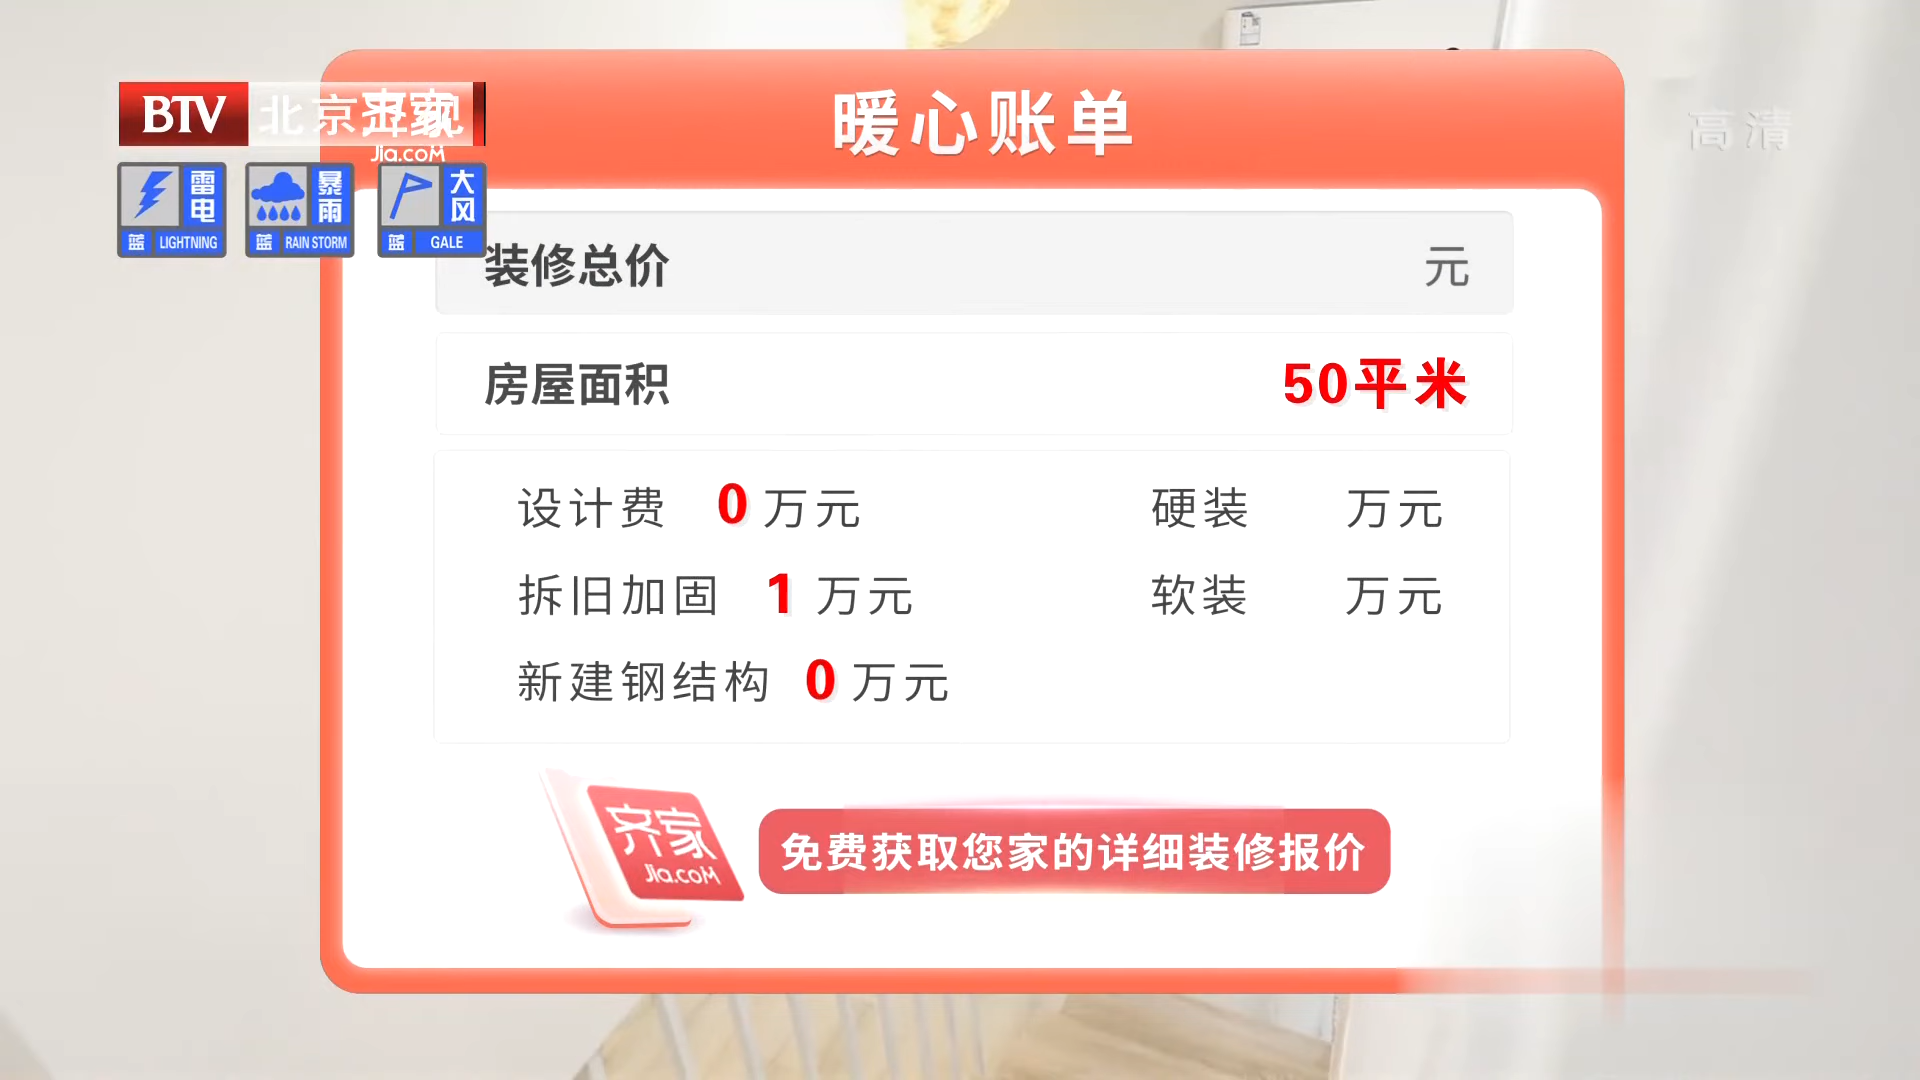 暖心账单
BTV 北京卫视
齐家
Jia.coM
高清
雷电
蓝 LIGHTNING
暴雨
蓝 RAIN STORM
大风
蓝 GALE
装修总价 元
房屋面积 50平米
设计费 0万元 硬装 万元
拆旧加固 1万元 软装 万元
新建钢结构 0万元
齐家
Jia.coM
免费获取您家的详细装修报价